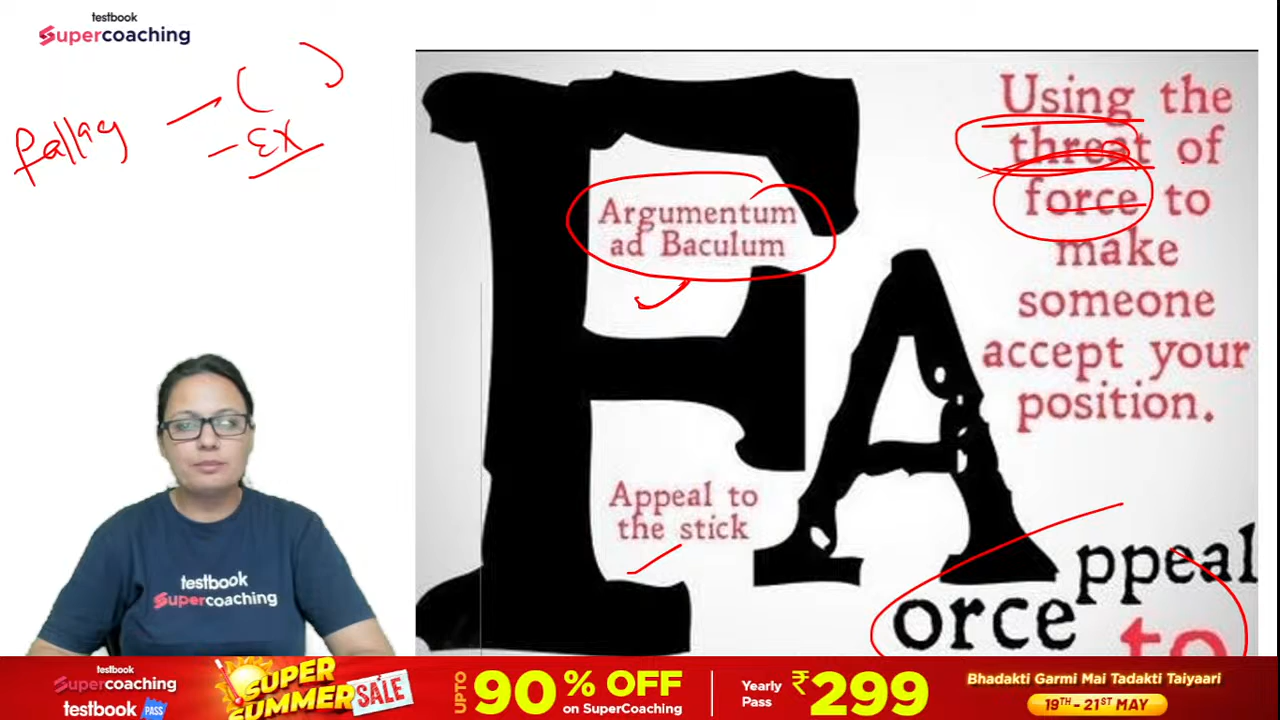 testbook
Supercoaching
fallacy
- Ex
Argumentum
ad Baculum
Appeal to
the stick
Using the
threat of
force to
make
someone
accept your
position.
F
A
ppeal
orce
to
testbook
Supercoaching
testbook
Supercoaching
testbook PASS
SUPER
SUMMER SALE
UPTO 90% OFF
on SuperCoaching
Yearly
Pass
₹299
Bhadakti Garmi Mai Tadakti Taiyaari
19TH - 21ST MAY